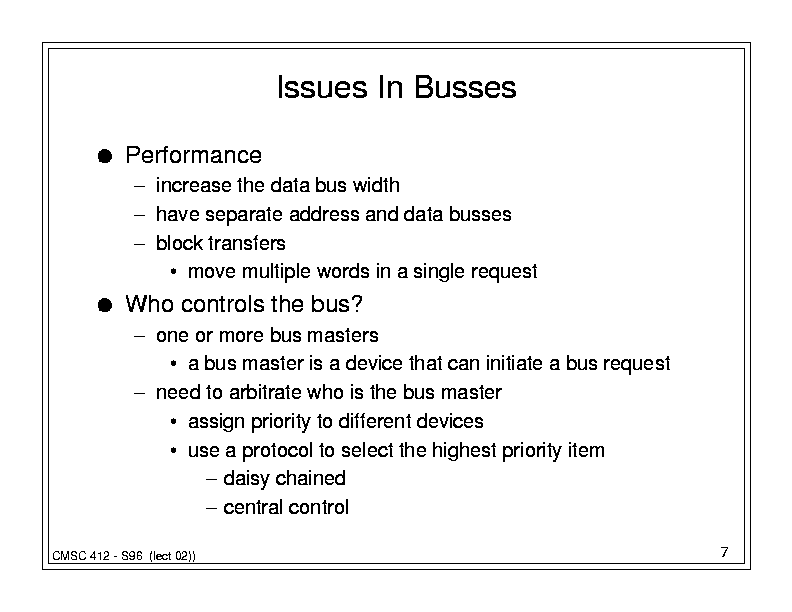 Issues In Busses
● Performance
– increase the data bus width
– have separate address and data busses
– block transfers
• move multiple words in a single request
● Who controls the bus?
– one or more bus masters
• a bus master is a device that can initiate a bus request
– need to arbitrate who is the bus master
• assign priority to different devices
• use a protocol to select the highest priority item
– daisy chained
– central control
CMSC 412 - S96 (lect 02))
7